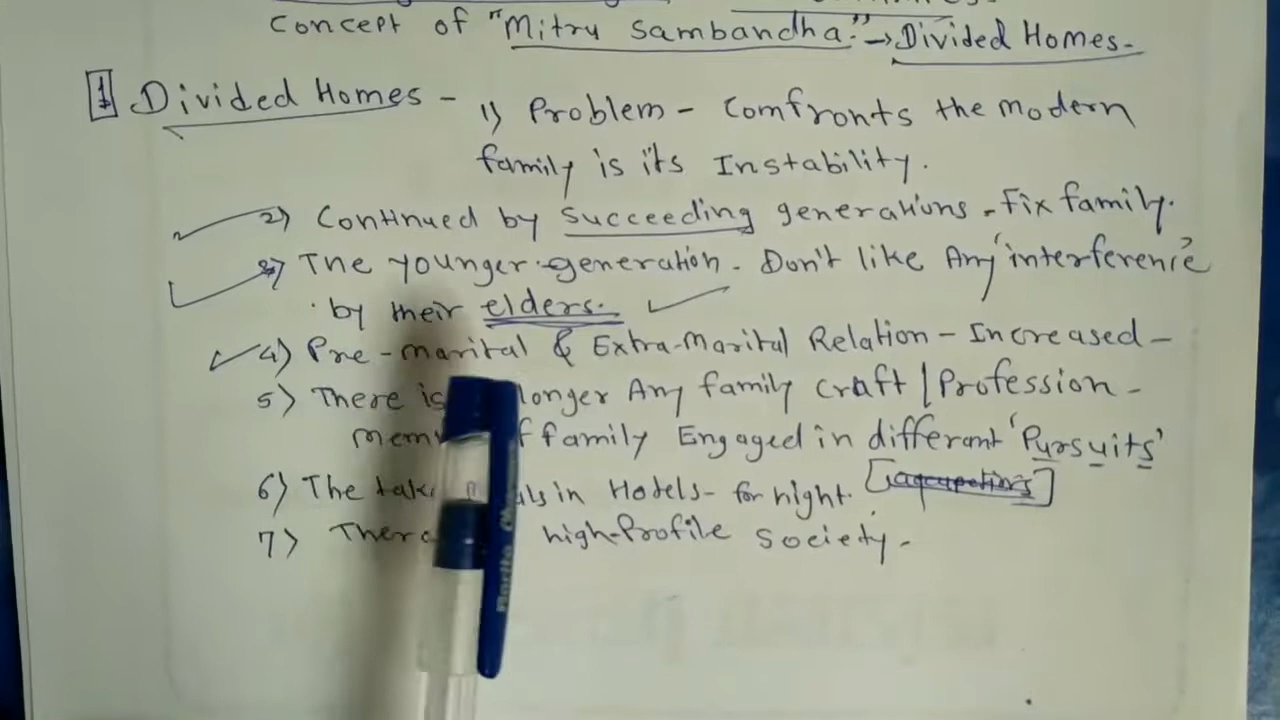 Concept of "Mitru Sambandha." → Divided Homes-
1 Divided Homes - 1) Problem - Comfronts the modern
family is its Instability.
2) Continued by succeeding generations - Fix family.
3) The younger generation - Don't like Any 'interference'
by their elders.
4) Pre-marital & Extra-Marital Relation - Increased -
5) There is longer Any family craft / Profession -
family Engaged in different 'Pursuits'
6) The in Hotels - for night.
7) high-Profile Society -